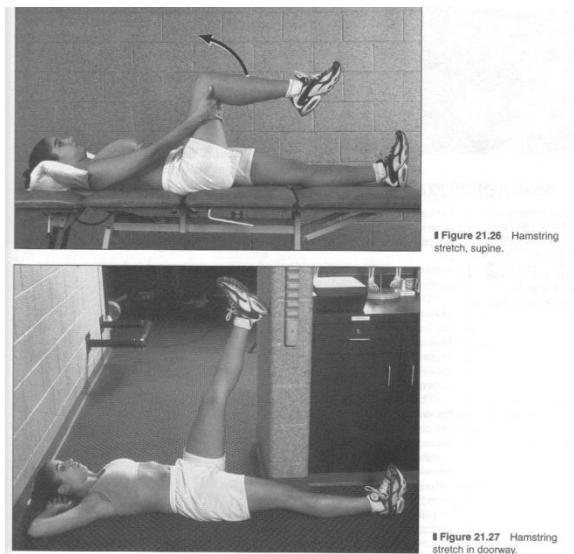 ▮ Figure 21.26 Hamstring
stretch, supine.
▮ Figure 21.27 Hamstring
stretch in doorway.